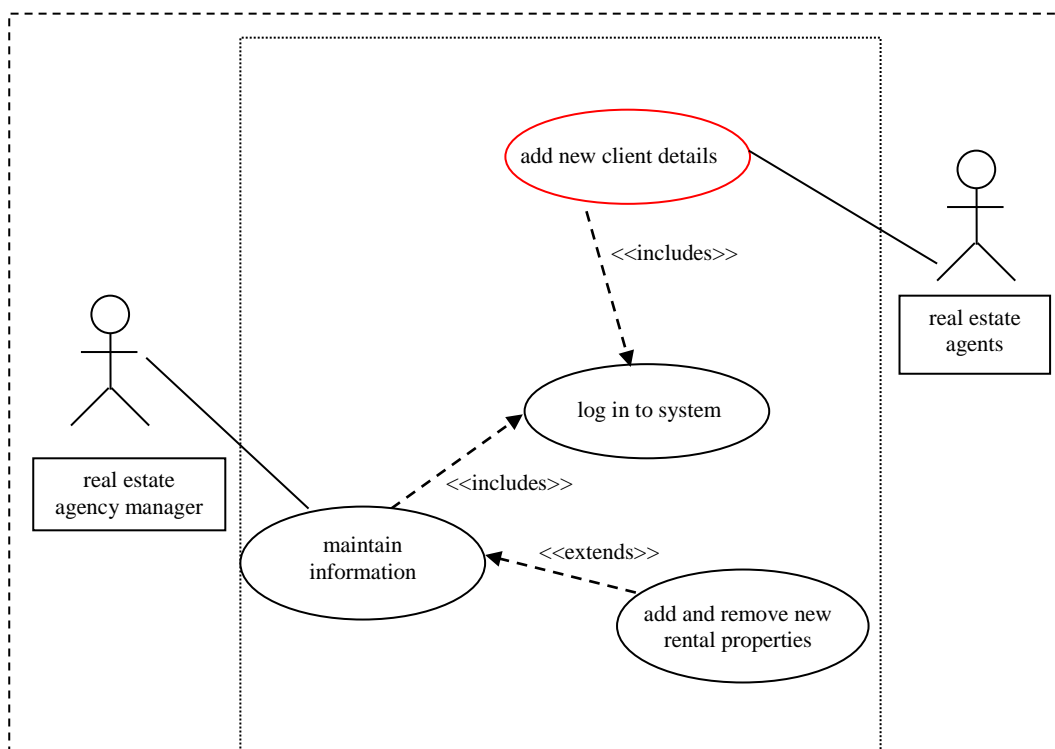 add new client details
<<includes>>
real estate
agents
log in to system
real estate
agency manager
<<includes>>
maintain
information
<<extends>>
add and remove new
rental properties